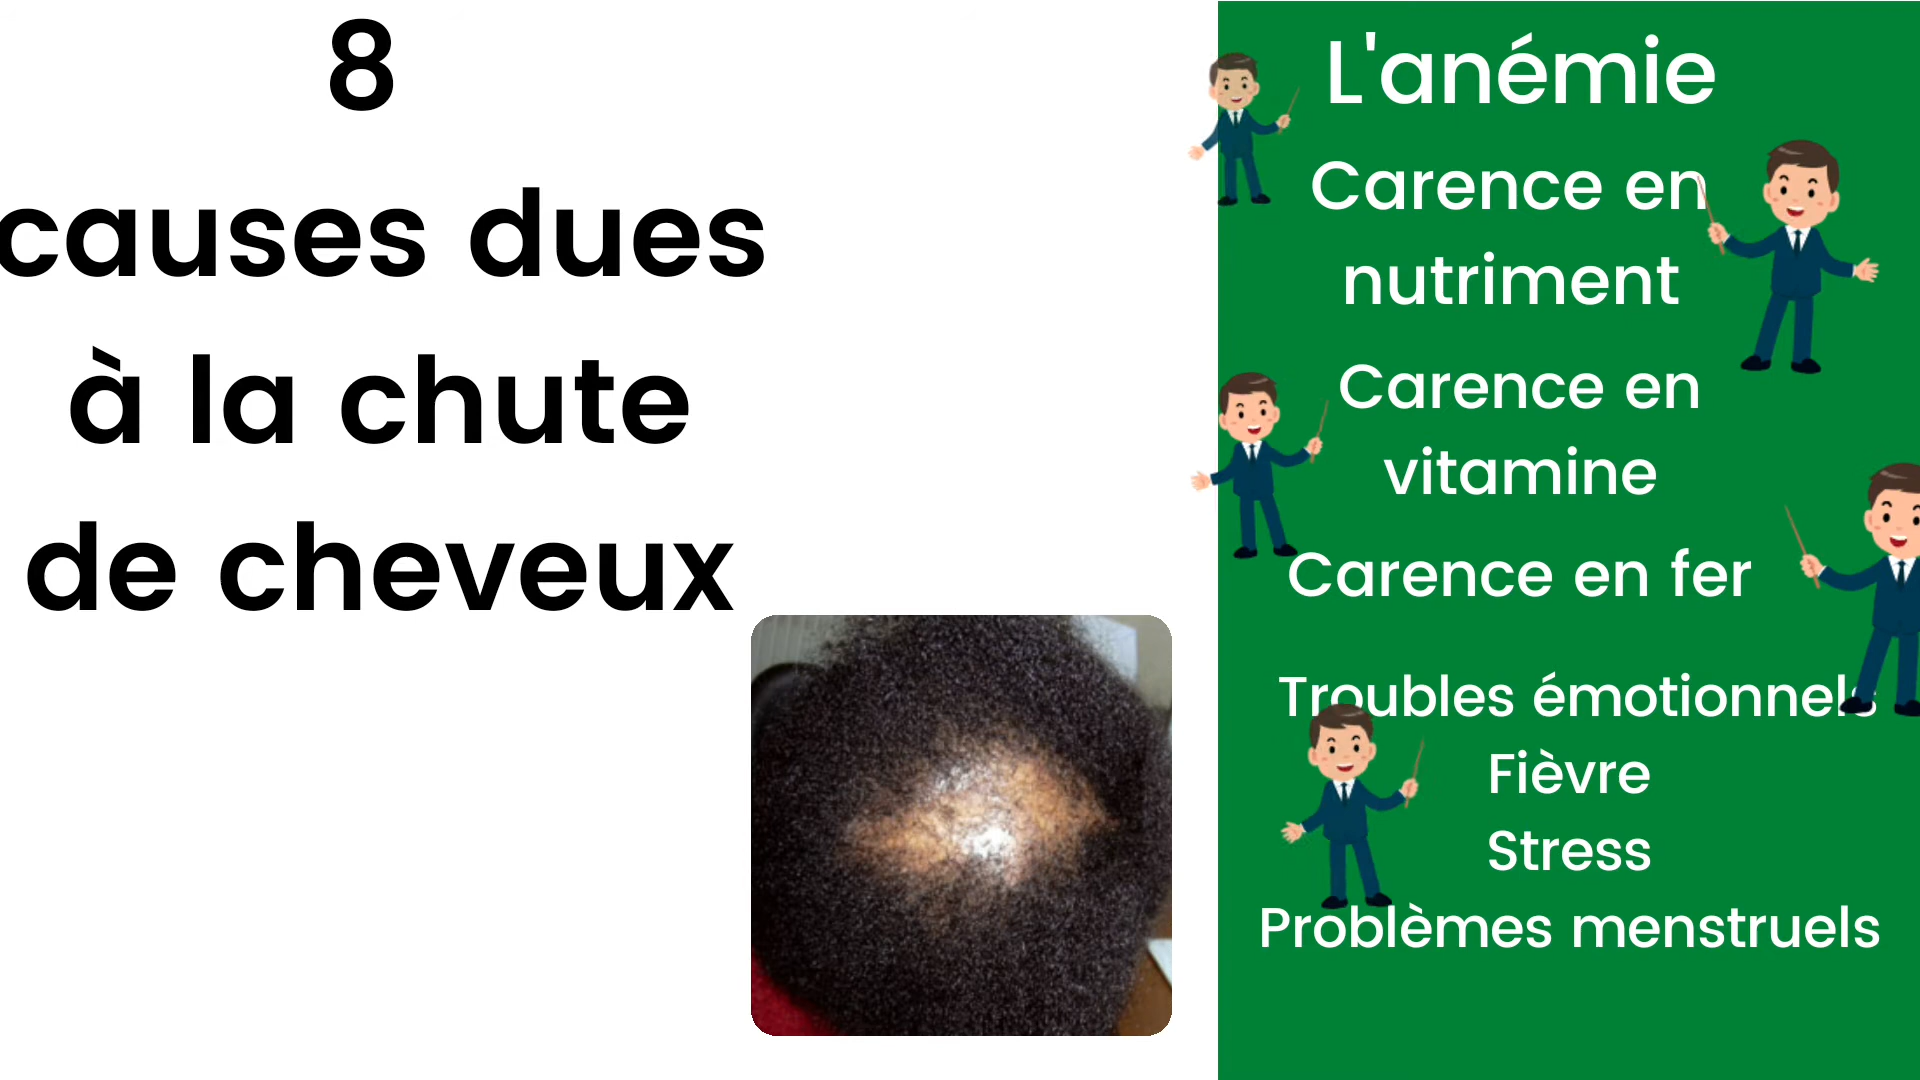 8
causes dues
à la chute
de cheveux
L'anémie
Carence en
nutriment
Carence en
vitamine
Carence en fer
Troubles émotionnels
Fièvre
Stress
Problèmes menstruels